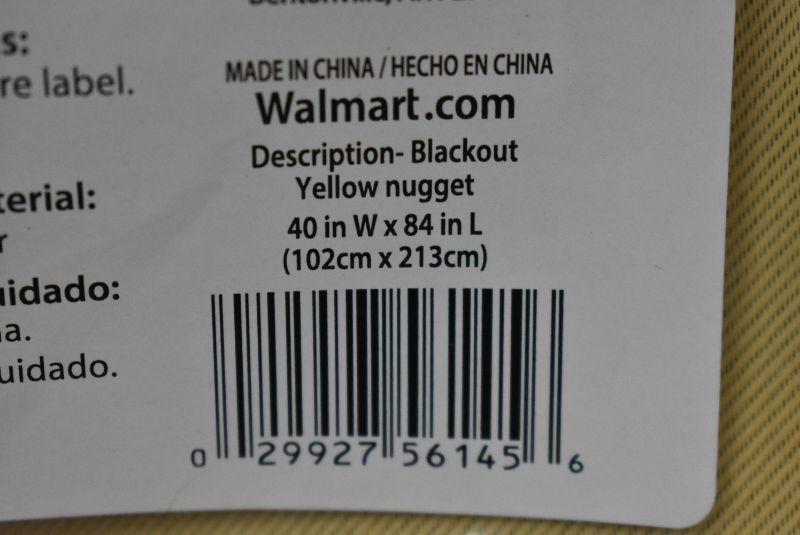 s:
re label.
MADE IN CHINA / HECHO EN CHINA
Walmart.com
Description- Blackout
Yellow nugget
40 in W x 84 in L
(102cm x 213cm)
terial:
r
uidado:
a.
uidado.
0 29927 56145 6